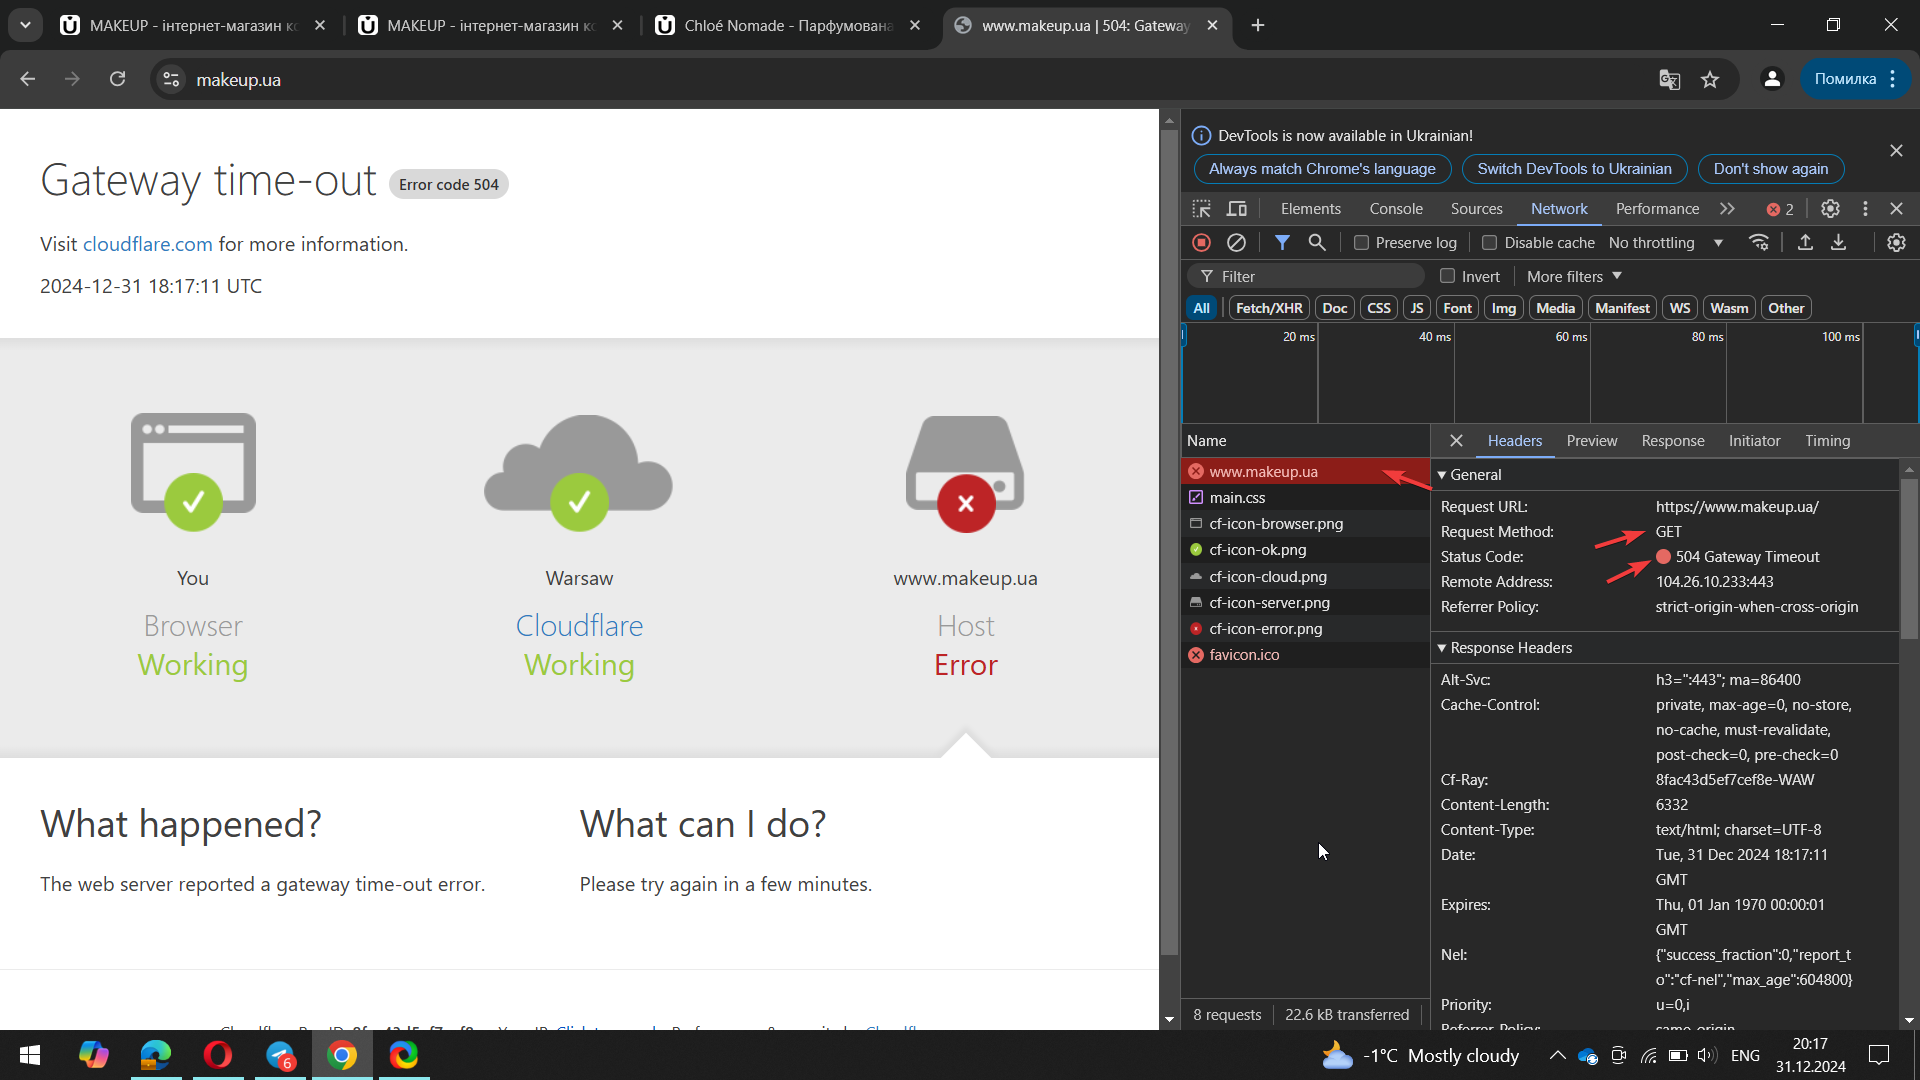 MAKEUP - інтернет-магазин ко
MAKEUP - інтернет-магазин ко
Chloé Nomade - Парфумована
www.makeup.ua | 504: Gateway
makeup.ua
Помилка
Gateway time-out Error code 504
Visit cloudflare.com for more information.
2024-12-31 18:17:11 UTC
You
Browser
Working
Warsaw
Cloudflare
Working
www.makeup.ua
Host
Error
What happened?
The web server reported a gateway time-out error.
What can I do?
Please try again in a few minutes.
DevTools is now available in Ukrainian!
Always match Chrome's language
Switch DevTools to Ukrainian
Don't show again
Elements Console Sources Network Performance 2
Preserve log Disable cache No throttling
Filter Invert More filters
All Fetch/XHR Doc CSS JS Font Img Media Manifest WS Wasm Other
20 ms 40 ms 60 ms 80 ms 100 ms
Name
www.makeup.ua
main.css
cf-icon-browser.png
cf-icon-ok.png
cf-icon-cloud.png
cf-icon-server.png
cf-icon-error.png
favicon.ico
8 requests 22.6 kB transferred
Headers Preview Response Initiator Timing
General
Request URL: https://www.makeup.ua/
Request Method: GET
Status Code: 504 Gateway Timeout
Remote Address: 104.26.10.233:443
Referrer Policy: strict-origin-when-cross-origin
Response Headers
Alt-Svc: h3=":443"; ma=86400
Cache-Control: private, max-age=0, no-store,
no-cache, must-revalidate,
post-check=0, pre-check=0
Cf-Ray: 8fac43d5ef7cef8e-WAW
Content-Length: 6332
Content-Type: text/html; charset=UTF-8
Date: Tue, 31 Dec 2024 18:17:11
GMT
Expires: Thu, 01 Jan 1970 00:00:01
GMT
Nel: {"success_fraction":0,"report_t
o":"cf-nel","max_age":604800}
Priority: u=0,i
Referrer-Policy: same-origin
6
-1°C Mostly cloudy
ENG
20:17
31.12.2024